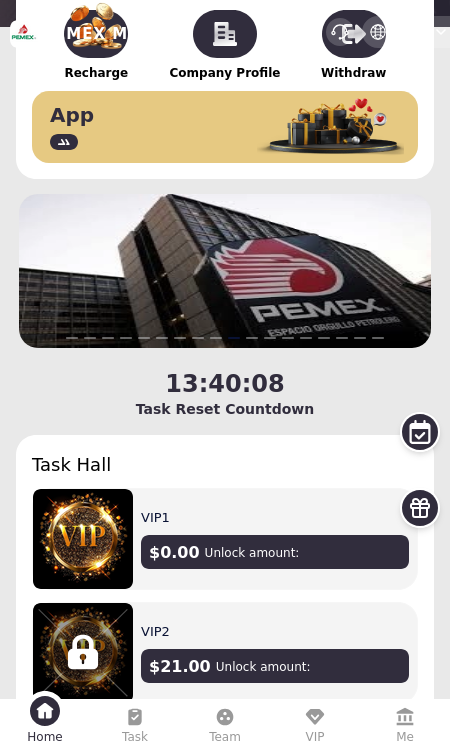 PEMEX
MEX M
Recharge
Company Profile
Withdraw
App
PEMEX
ESPACIO ORGULLO PETROLERO
13:40:08
Task Reset Countdown
Task Hall
VIP
VIP1
$0.00 Unlock amount:
VIP
VIP2
$21.00 Unlock amount:
Home
Task
Team
VIP
Me